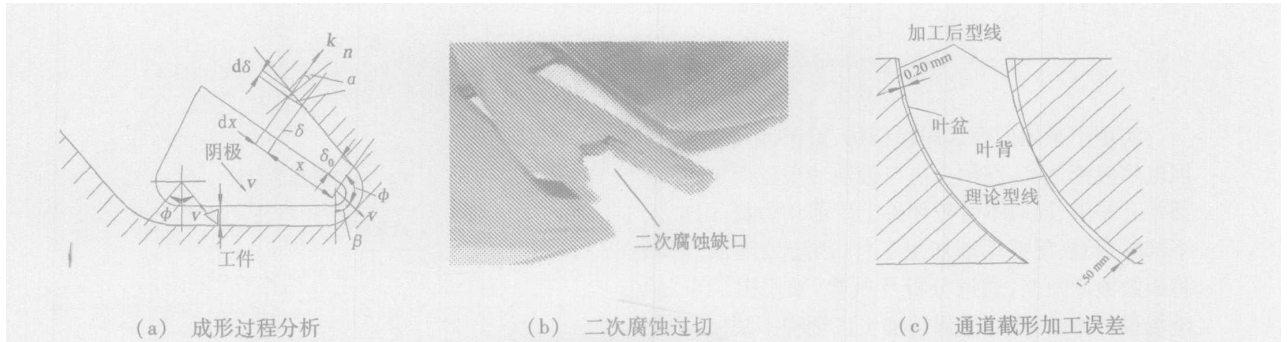 k
n
dδ
a
dx
δ
阴极
x
δ₀
v
ϕ
ϕ
v
v
β
工件
(a) 成形过程分析
二次腐蚀缺口
(b) 二次腐蚀过切
加工后型线
0.20 mm
叶盆
叶背
理论型线
1.50 mm
(c) 通道截形加工误差